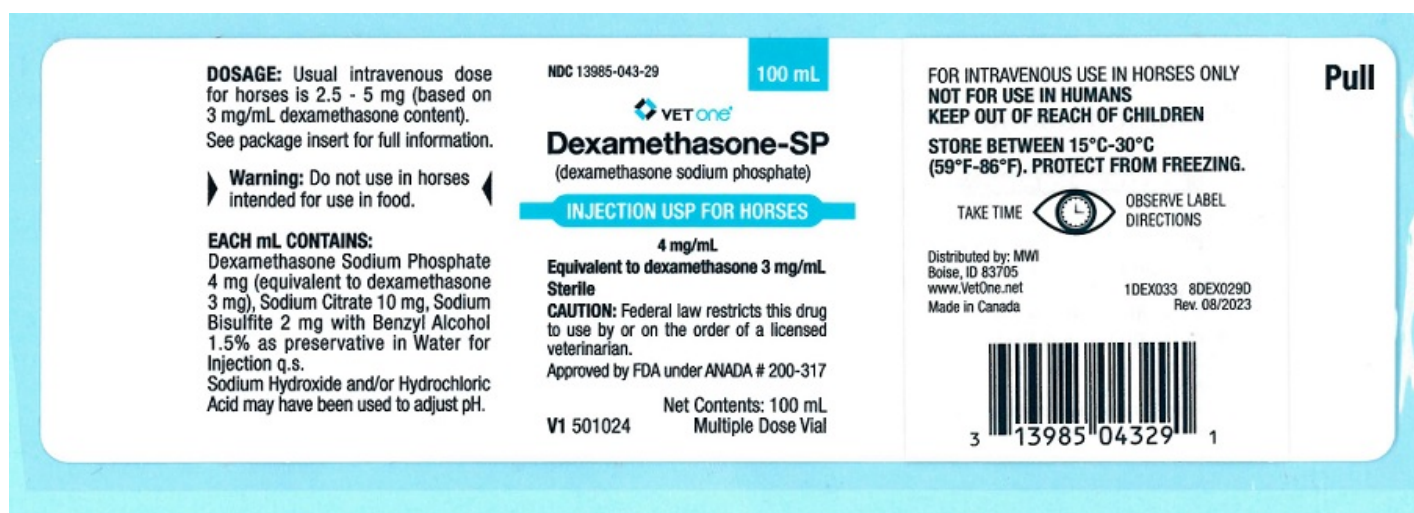 DOSAGE: Usual intravenous dose
for horses is 2.5 - 5 mg (based on
3 mg/mL dexamethasone content).
See package insert for full information.
Warning: Do not use in horses
intended for use in food.
EACH mL CONTAINS:
Dexamethasone Sodium Phosphate
4 mg (equivalent to dexamethasone
3 mg), Sodium Citrate 10 mg, Sodium
Bisulfite 2 mg with Benzyl Alcohol
1.5% as preservative in Water for
Injection q.s.
Sodium Hydroxide and/or Hydrochloric
Acid may have been used to adjust pH.
NDC 13985-043-29
100 mL
VET one®
Dexamethasone-SP
(dexamethasone sodium phosphate)
INJECTION USP FOR HORSES
4 mg/mL
Equivalent to dexamethasone 3 mg/mL
Sterile
CAUTION: Federal law restricts this drug
to use by or on the order of a licensed
veterinarian.
Approved by FDA under ANADA # 200-317
Net Contents: 100 mL
V1 501024 Multiple Dose Vial
FOR INTRAVENOUS USE IN HORSES ONLY
NOT FOR USE IN HUMANS
KEEP OUT OF REACH OF CHILDREN
STORE BETWEEN 15°C-30°C
(59°F-86°F). PROTECT FROM FREEZING.
TAKE TIME
OBSERVE LABEL
DIRECTIONS
Distributed by: MWI
Boise, ID 83705
www.VetOne.net
Made in Canada
1DEX033 8DEX029D
Rev. 08/2023
3 13985 04329 1
Pull